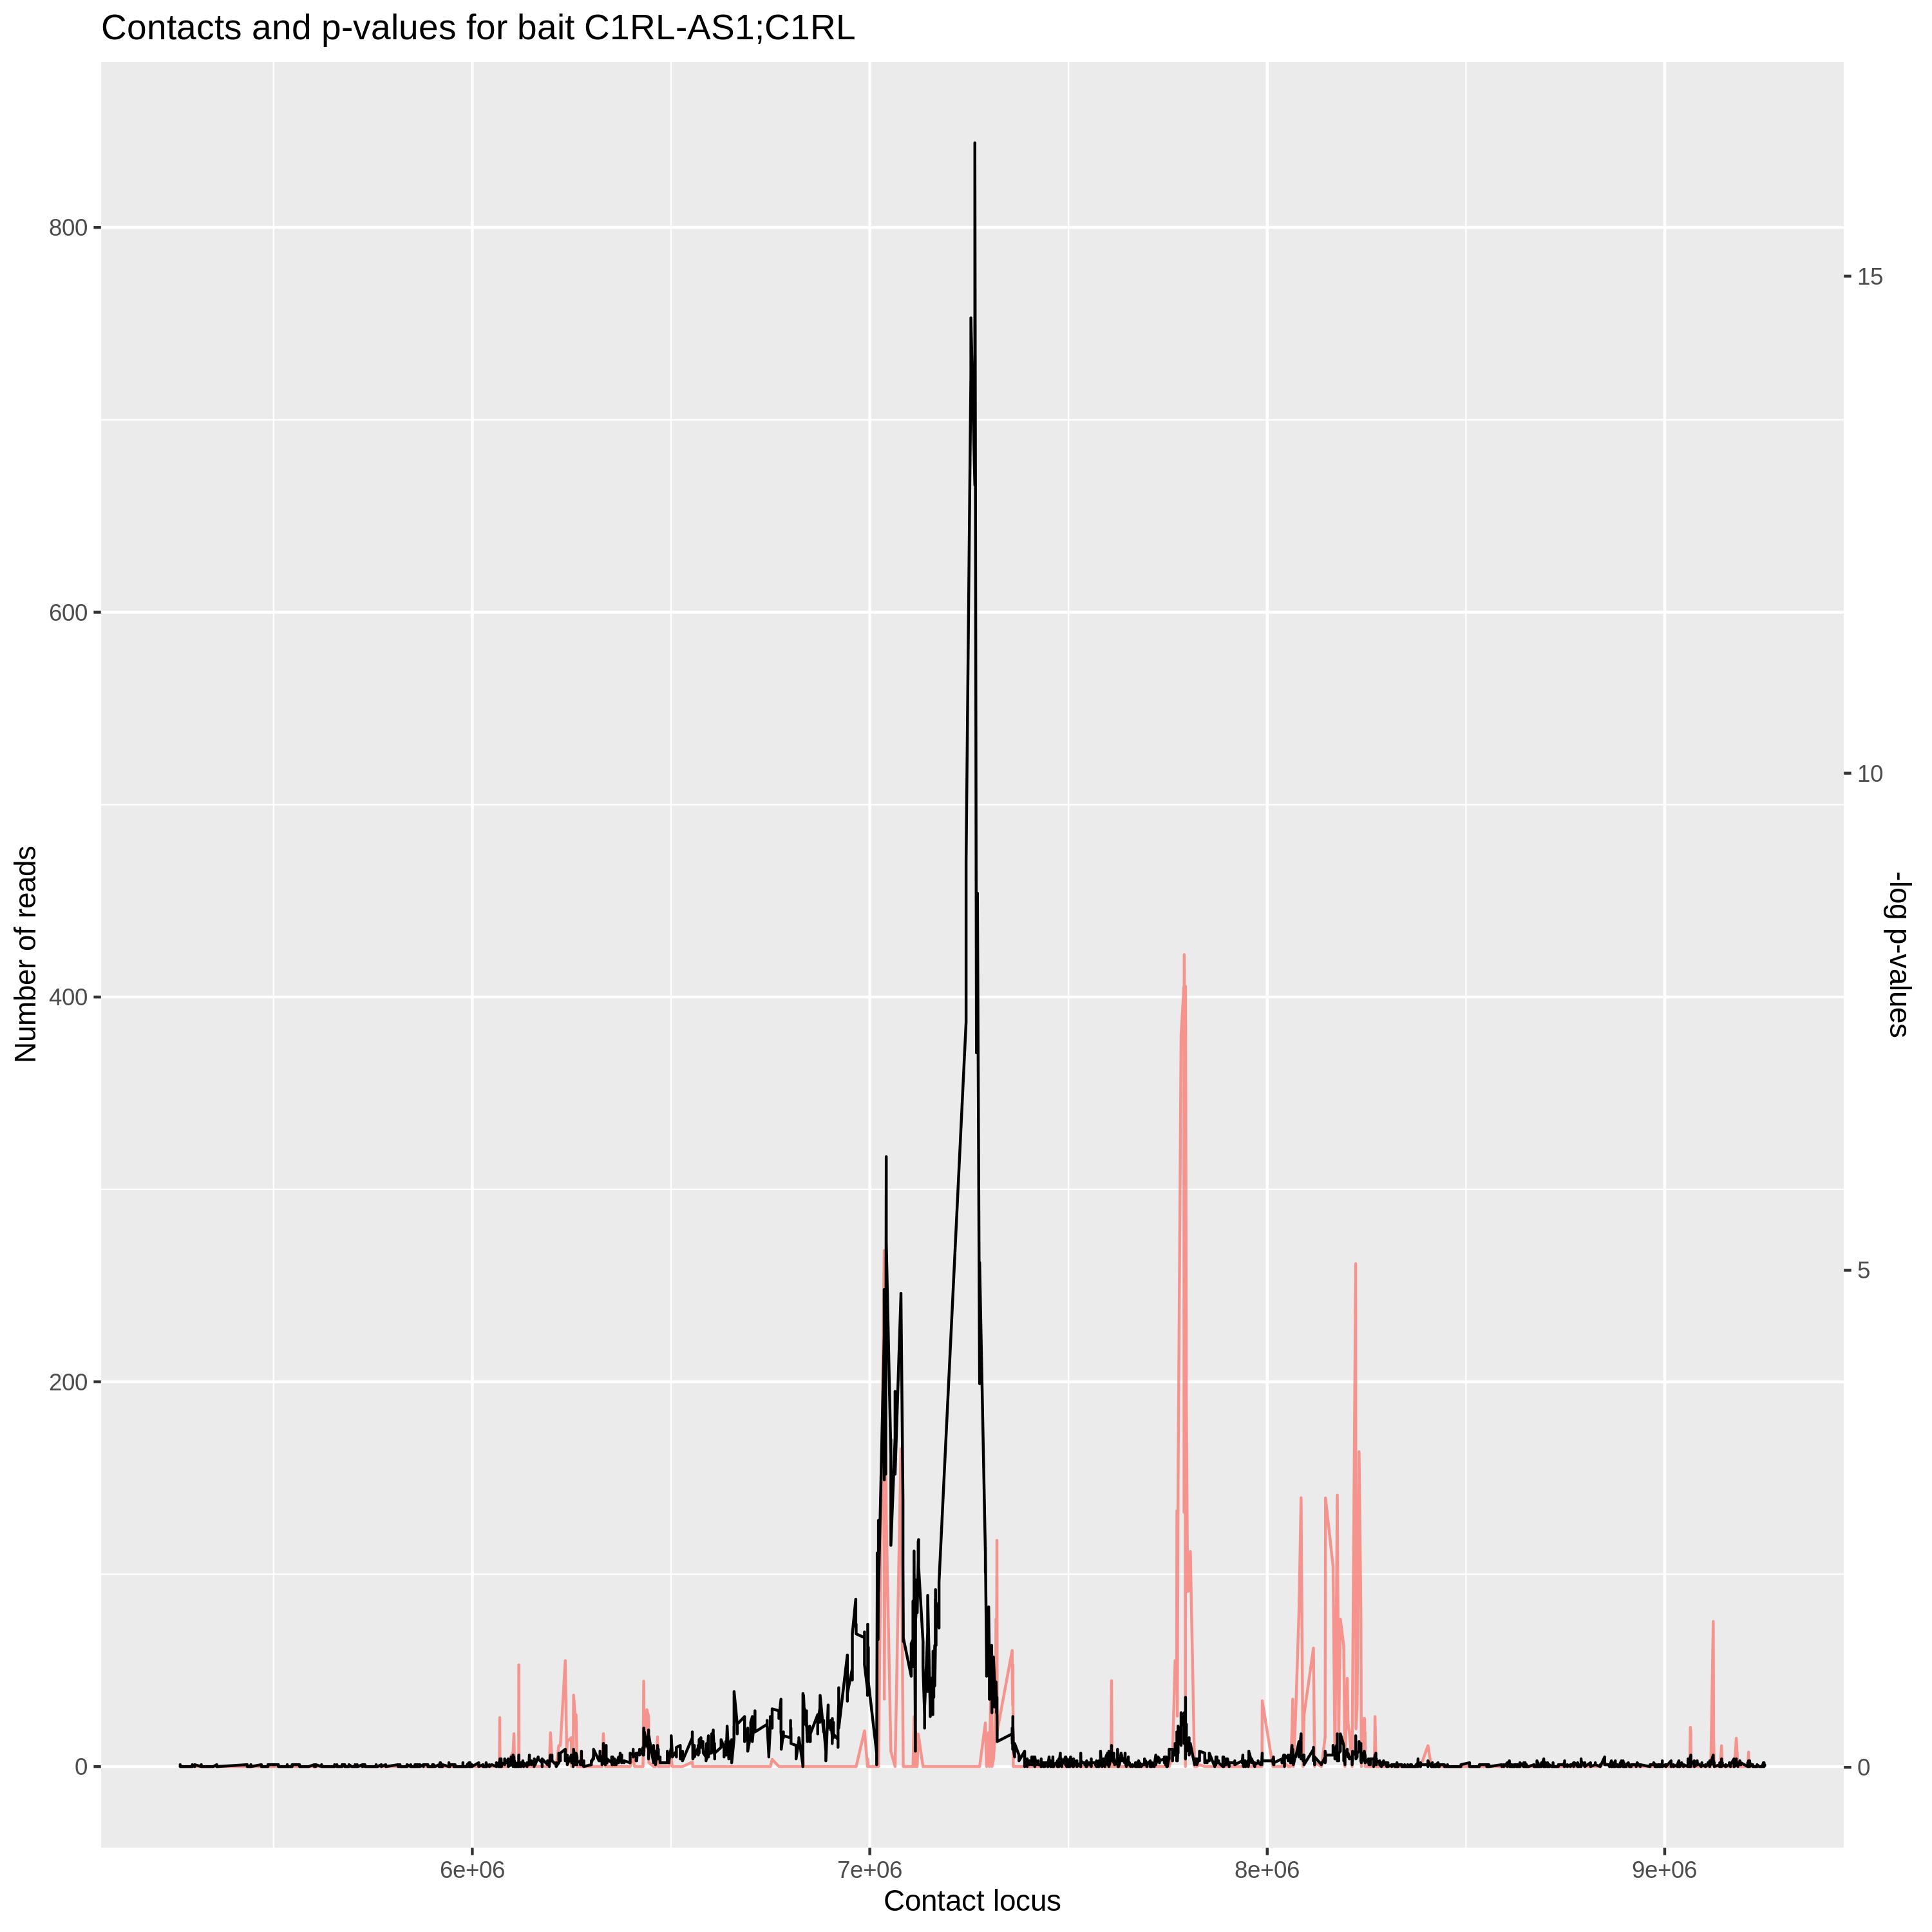 Contacts and p-values for bait C1RL-AS1;C1RL
800
600
400
200
0
Number of reads
15
10
5
0
-log p-values
6e+06
7e+06
8e+06
9e+06
Contact locus